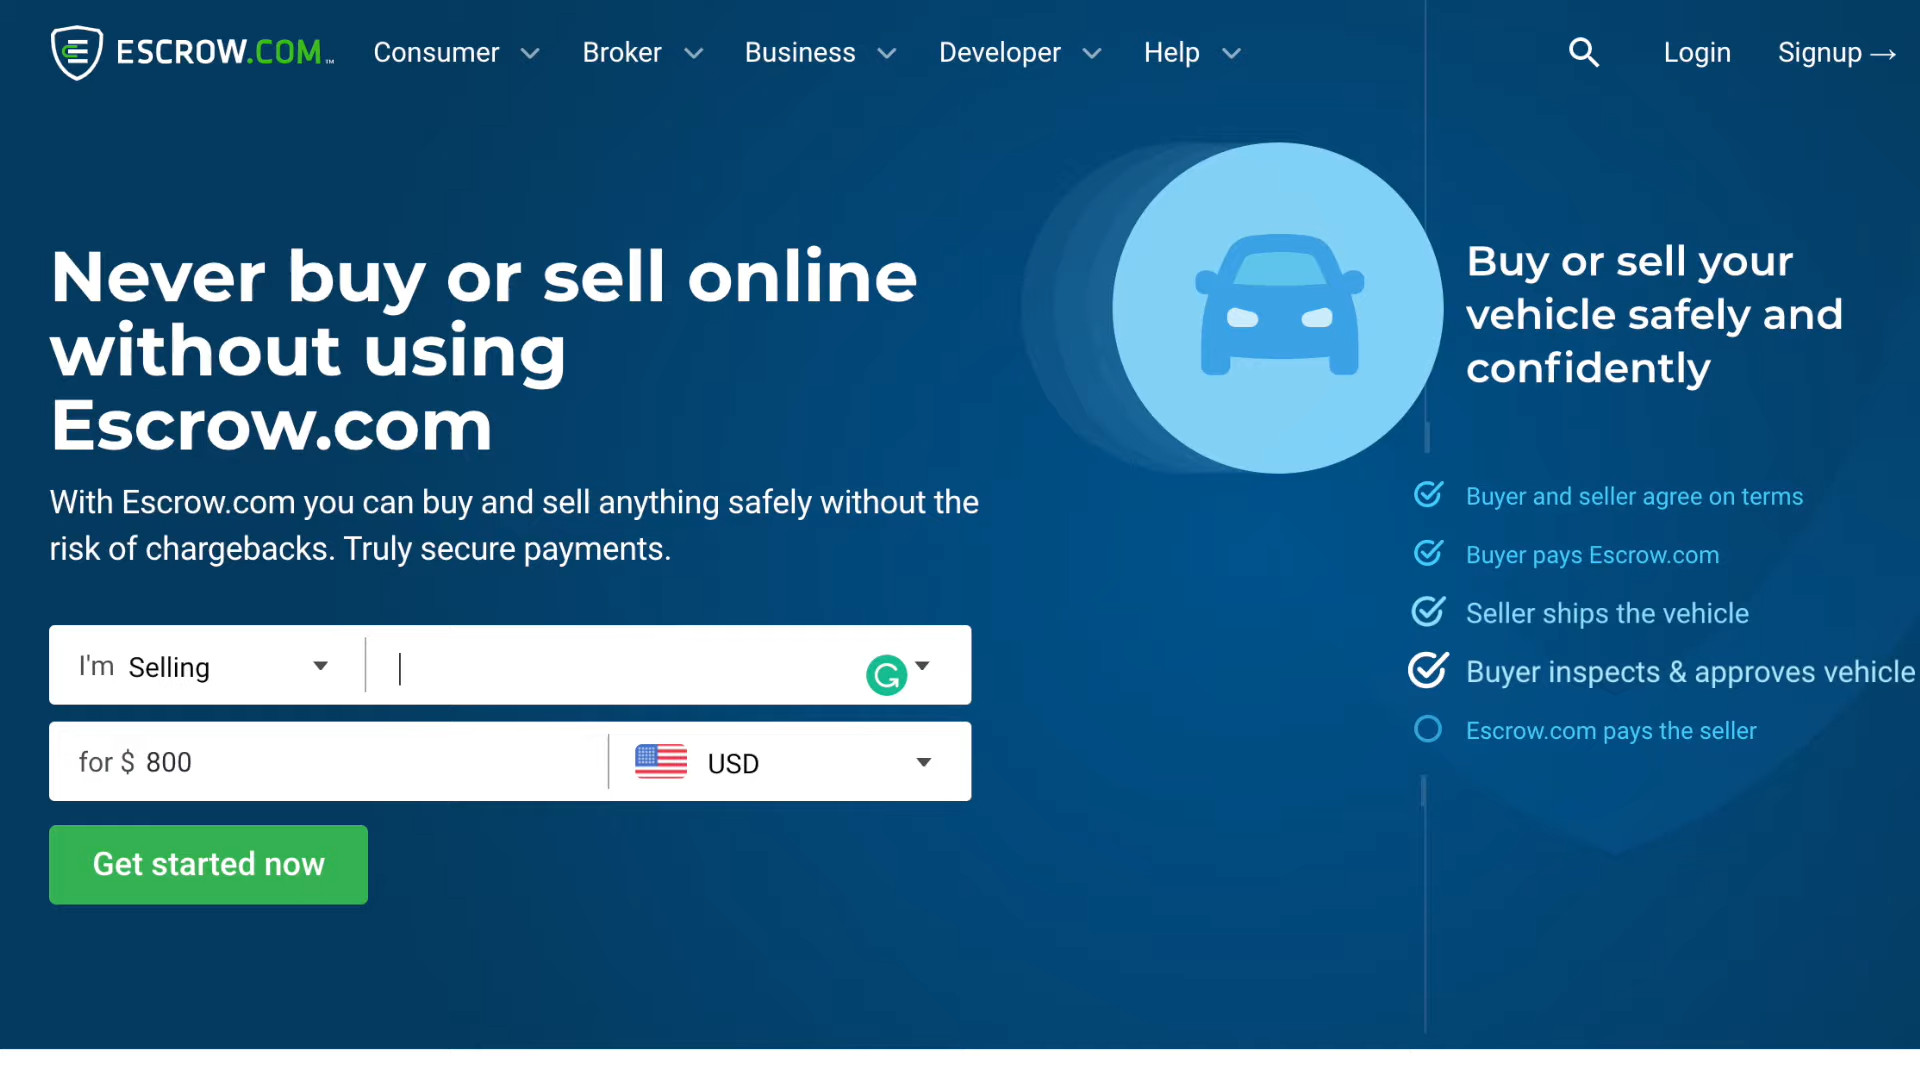 ESCROW.COM™ Consumer Broker Business Developer Help Login Signup →
Never buy or sell online
without using
Escrow.com
With Escrow.com you can buy and sell anything safely without the
risk of chargebacks. Truly secure payments.
I'm Selling
for $ 800 USD
Get started now
Buy or sell your
vehicle safely and
confidently
Buyer and seller agree on terms
Buyer pays Escrow.com
Seller ships the vehicle
Buyer inspects & approves vehicle
Escrow.com pays the seller